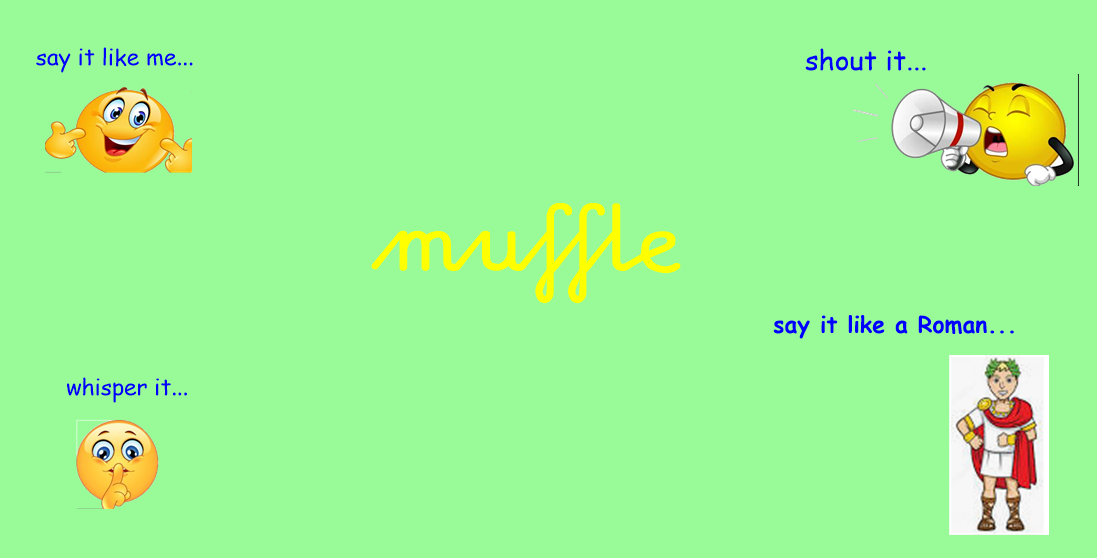 say it like me...
shout it...
muffle
say it like a Roman...
whisper it...